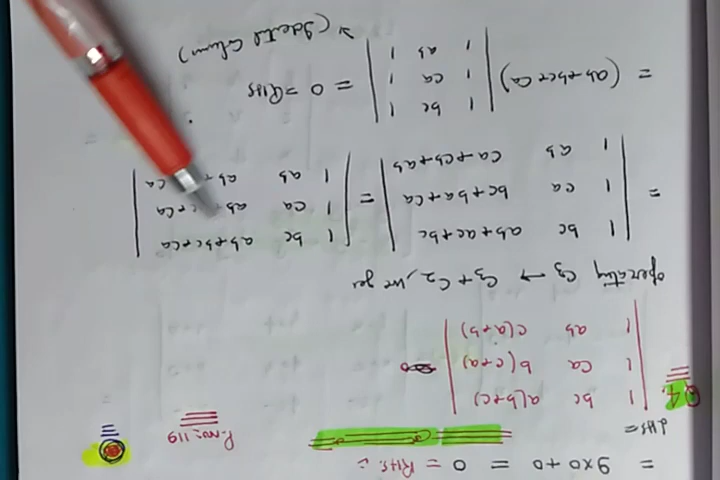 = 9×0+0 = 0 = RHS.
LHS =
P.no: 119
Q4.
| 1 bc a(b+c) |
| 1 ca b(c+a) |
| 1 ab c(a+b) |
operating C3 → C3 + C2, we get
= | 1 bc ab+ac+bc | = | 1 bc ab+bc+ca |
| 1 ca bc+ba+ca | | 1 ca +ca |
| 1 ab ca+cb+ab | | 1 ab ab+ ca |
= (ab+bc+ca) | 1 bc 1 |
| 1 ca 1 | = 0 = RHS
| 1 ab 1 | (Identical Column)